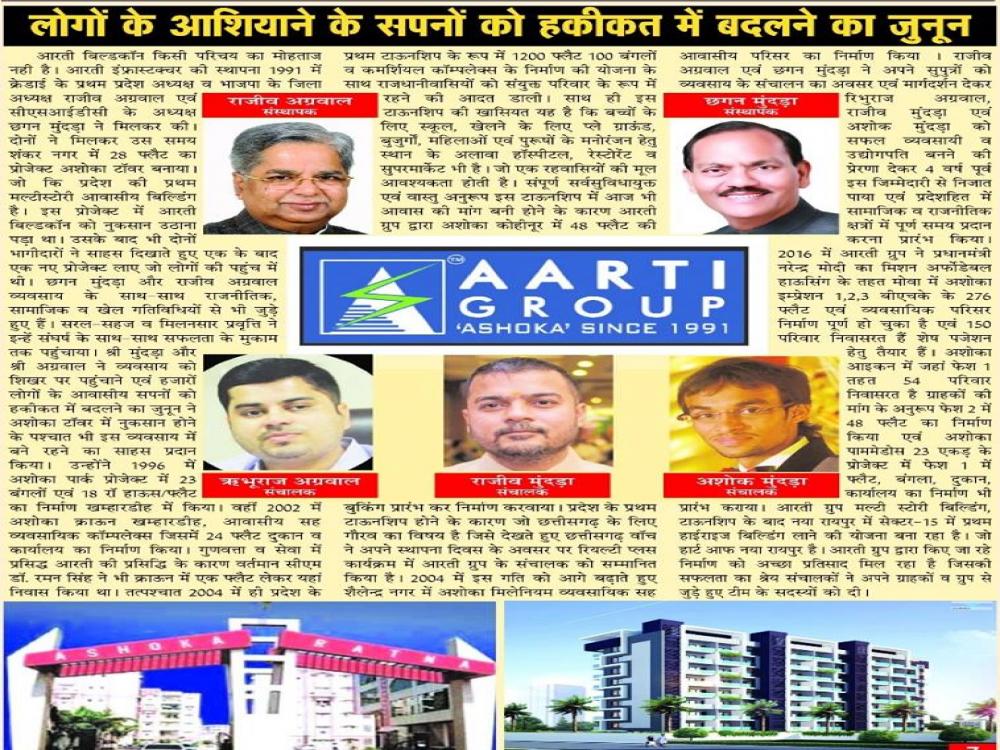 लोगों के आशियाने के सपनों को हकीकत में बदलने का जुनून
आरती बिल्डकॉन किसी परिचय का मोहताज
नही है। आरती इंफ्रास्टक्चर की स्थापना 1991 में
क्रेडाई के प्रथम प्रदेश अध्यक्ष व भाजपा के जिला
अध्यक्ष राजीव अग्रवाल एवं
सीएसआईडीसी के अध्यक्ष
छगन मुंदड़ा ने मिलकर की।
दोनों ने मिलकर उस समय
शंकर नगर में 28 फ्लैट का
प्रोजेक्ट अशोका टॉवर बनाया।
जो कि प्रदेश की प्रथम
मल्टीस्टोरी आवासीय बिल्डिंग
है। इस प्रोजेक्ट में आरती
बिल्डकॉन को नुकसान उठाना
पड़ा था। उसके बाद भी दोनों
भागीदारों ने साहस दिखाते हुए एक के बाद
एक नए प्रोजेक्ट लाए जो लोगों की पहुंच में
थी। छगन मुंदड़ा और राजीव अग्रवाल
व्यवसाय के साथ-साथ राजनीतिक,
सामाजिक व खेल गतिविधियों से भी जुड़े
हुए हैं। सरल-सहज व मिलनसार प्रवृत्ति ने
इन्हें संघर्ष के साथ-साथ सफलता के मुकाम
तक पहुंचाया। श्री मुंदड़ा और
श्री अग्रवाल ने व्यवसाय को
शिखर पर पहुंचाने एवं हजारों
लोगों के आवासीय सपनों को
हकीकत में बदलने का जुनून ने
अशोका टॉवर में नुकसान होने
के पश्चात भी इस व्यवसाय में
बने रहने का साहस प्रदान
किया। उन्होंने 1996 में
अशोका पार्क प्रोजेक्ट में 23
बंगलों एवं 18 रॉ हाऊस/फ्लैट
का निर्माण खम्हारडीह में किया। वहीं 2002 में
अशोका क्राऊन खम्हारडीह, आवासीय सह
व्यवसायिक कॉम्पलेक्स जिसमें 24 फ्लैट दुकान व
कार्यालय का निर्माण किया। गुणवत्ता व सेवा में
प्रसिद्ध आरती की प्रसिद्धि के कारण वर्तमान सीएम
डॉ. रमन सिंह ने भी क्राऊन में एक फ्लैट लेकर यहां
निवास किया था। तत्पश्चात 2004 में ही प्रदेश के
प्रथम टाऊनशिप के रूप में 1200 फ्लैट 100 बंगलों
व कमर्शियल कॉम्पलेक्स के निर्माण की योजना के
साथ राजधानीवासियों को संयुक्त परिवार के रूप में
रहने की आदत डाली। साथ ही इस
टाऊनशिप की खासियत यह है कि बच्चों के
लिए स्कूल, खेलने के लिए प्ले ग्राऊंड,
बुजुर्गों, महिलाओं एवं पुरूषों के मनोरंजन हेतु
स्थान के अलावा हॉस्पीटल, रेस्टोरेंट व
सुपरमार्केट भी है। जो एक रहवासियों की मूल
आवश्यकता होती है। संपूर्ण सर्वसुविधायुक्त
एवं वास्तु अनुरूप इस टाऊनशिप में आज भी
आवास की मांग बनी होने के कारण आरती
ग्रुप द्वारा अशोका कोहीनूर में 48 फ्लैट की
बुकिंग प्रारंभ कर निर्माण करवाया। प्रदेश के प्रथम
टाऊनशिप होने के कारण जो छत्तीसगढ़ के लिए
गौरव का विषय है जिसे देखते हुए छत्तीसगढ़ वॉच
ने अपने स्थापना दिवस के अवसर पर रियल्टी प्लस
कार्यक्रम में आरती ग्रुप के संचालक को सम्मानित
किया है। 2004 में इस गति को आगे बढ़ाते हुए
शैलेन्द्र नगर में अशोका मिलेनियम व्यवसायिक सह
आवासीय परिसर का निर्माण किया । राजीव
अग्रवाल एवं छगन मुंदड़ा ने अपने सुपुत्रों को
व्यवसाय के संचालन का अवसर एवं मार्गदर्शन देकर
रिभुराज अग्रवाल,
राजीव मुंदड़ा एवं
अशोक मुंदड़ा को
सफल व्यवसायी व
उद्योगपति बनने की
प्रेरणा देकर 4 वर्ष पूर्व
इस जिम्मेदारी से निजात
पाया एवं प्रदेशहित में
सामाजिक व राजनीतिक
क्षत्रों में पूर्ण समय प्रदान
करना प्रारंभ किया।
2016 में आरती ग्रुप ने प्रधानमंत्री
नरेन्द्र मोदी का मिशन अर्फोडेबल
हाऊसिंग के तहत मोवा में अशोका
इम्प्रेशन 1,2,3 बीएचके के 276
फ्लैट एवं व्यवसायिक परिसर
निर्माण पूर्ण हो चुका है एवं 150
परिवार निवासरत हैं शेष पजेशन
हेतु तैयार हैं। अशोका
आइकन में जहां फेश 1
तहत 54 परिवार
निवासरत है ग्राहकों की
मांग के अनुरूप फेश 2 में
48 फ्लैट का निर्माण
किया एवं अशोका
पाममेडोस 23 एकड़ के
प्रोजेक्ट में फेश 1 में
फ्लैट, बंगला, दुकान,
कार्यालय का निर्माण भी
प्रारंभ कराया। आरती ग्रुप मल्टी स्टोरी बिल्डिंग,
टाऊनशिप के बाद नया रायपुर में सेक्टर-15 में प्रथम
हाईराइज बिल्डिंग लाने की योजना बना रहा है। जो
हार्ट आफ नया रायपुर है। आरती ग्रुप द्वारा किए जा रहे
निर्माण को अच्छा प्रतिसाद मिल रहा है जिसकी
सफलता का श्रेय संचालकों ने अपने ग्राहकों व ग्रुप से
जुड़े हुए टीम के सदस्यों को दी।
राजीव अग्रवाल
संस्थापक
छगन मुंदड़ा
संस्थापक
TM
AARTI
GROUP
'ASHOKA' SINCE 1991
ऋभूराज अग्रवाल
संचालक
राजीव मुंदड़ा
संचालक
अशोक मुंदड़ा
संचालक
ASHOKA RATNA